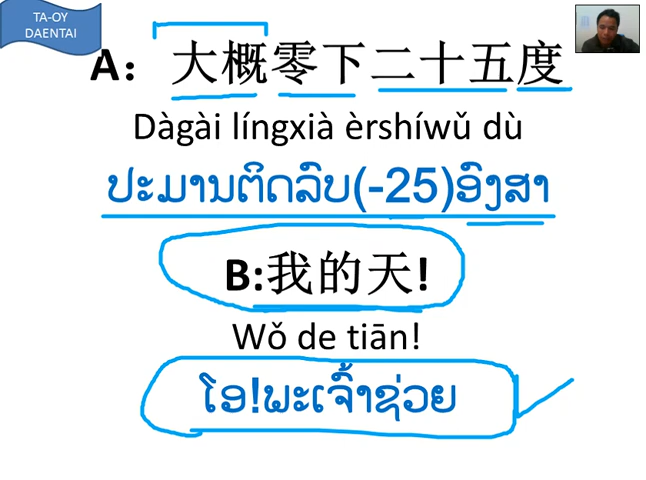 TA-OY
DAENTAI
A：大概零下二十五度
Dàgài língxià èrshíwǔ dù
ປະມານຕິດລົບ(-25)ອົງສາ
B:我的天!
Wǒ de tiān!
ໂອ!ພະເຈົ້າຊ່ວຍ